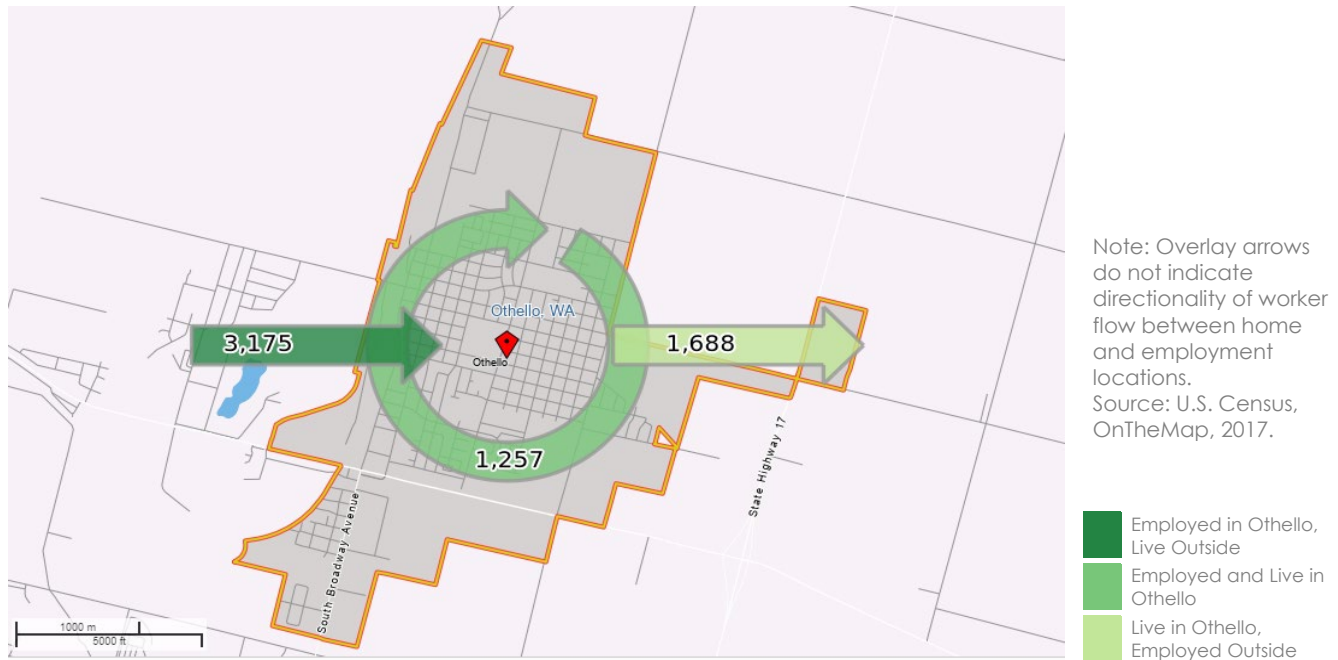 Othello, WA
3,175
1,688
Othello
1,257
South Broadway Avenue
State Highway 17
1000 m
5000 ft
Note: Overlay arrows
do not indicate
directionality of worker
flow between home
and employment
locations.
Source: U.S. Census,
OnTheMap, 2017.
Employed in Othello,
Live Outside
Employed and Live in
Othello
Live in Othello,
Employed Outside